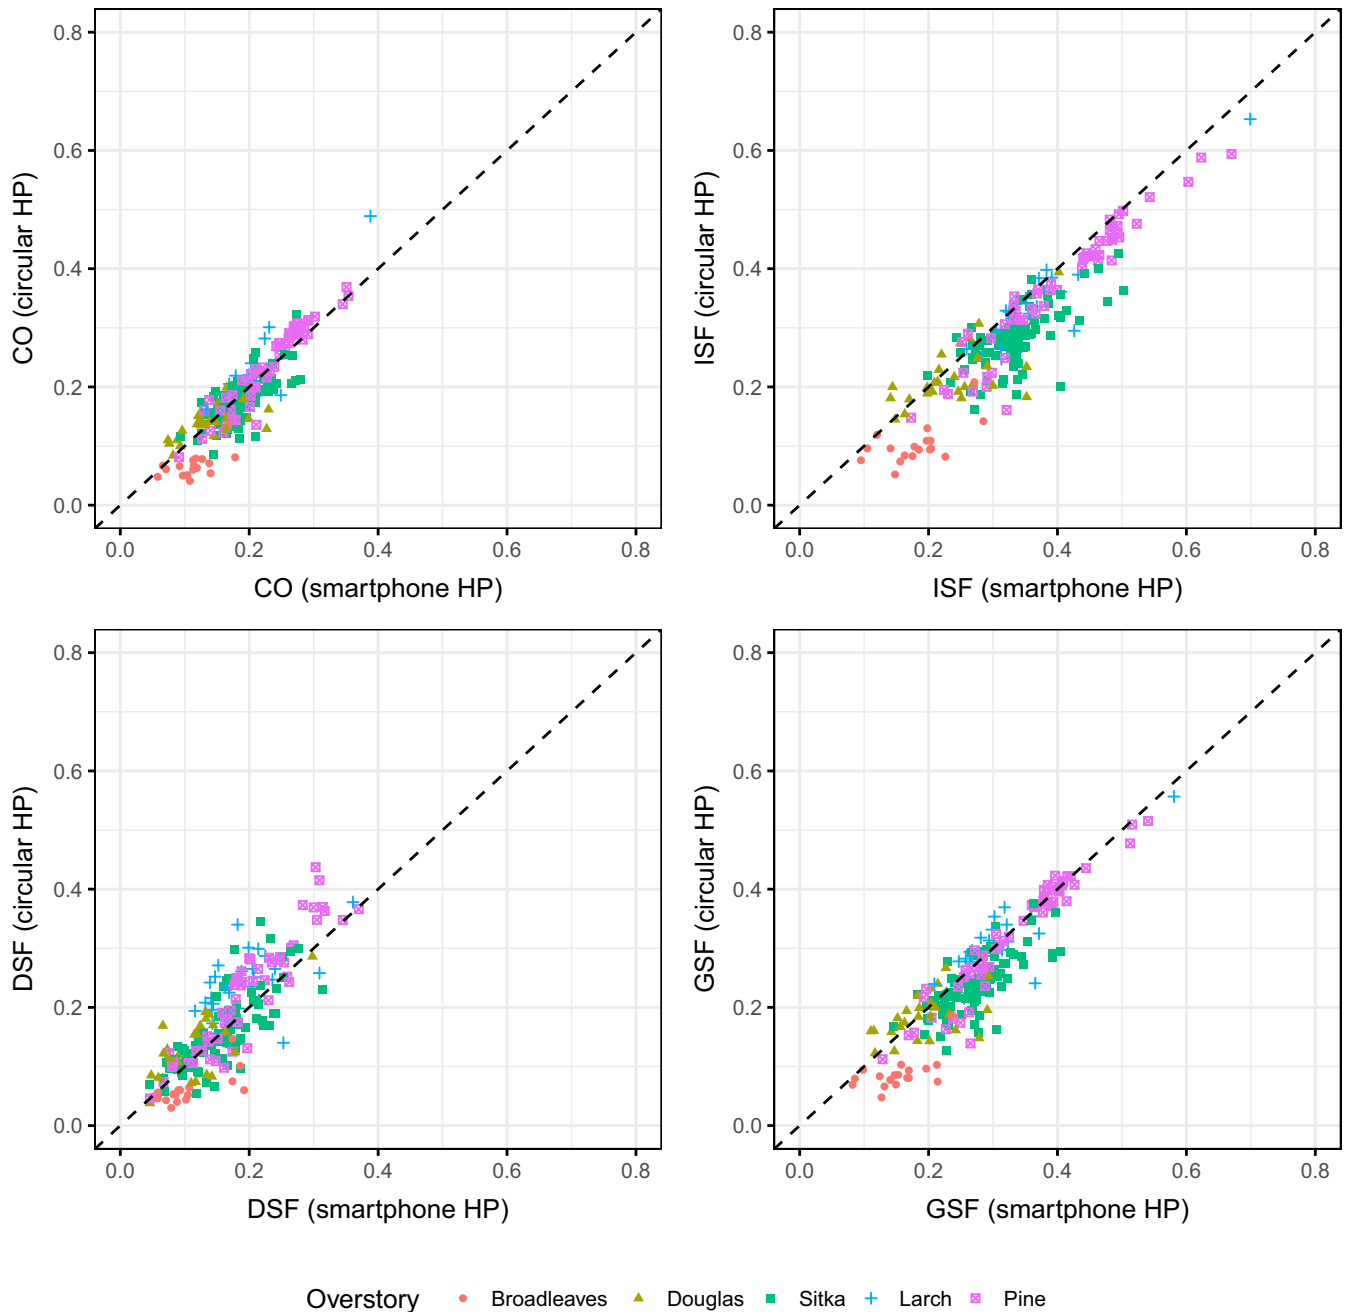 0.8
0.6
0.4
0.2
0.0
CO (circular HP)
0.0 0.2 0.4 0.6 0.8
CO (smartphone HP)
0.8
0.6
0.4
0.2
0.0
ISF (circular HP)
0.0 0.2 0.4 0.6 0.8
ISF (smartphone HP)
0.8
0.6
0.4
0.2
0.0
DSF (circular HP)
0.0 0.2 0.4 0.6 0.8
DSF (smartphone HP)
0.8
0.6
0.4
0.2
0.0
GSF (circular HP)
0.0 0.2 0.4 0.6 0.8
GSF (smartphone HP)
Overstory Broadleaves Douglas Sitka Larch Pine